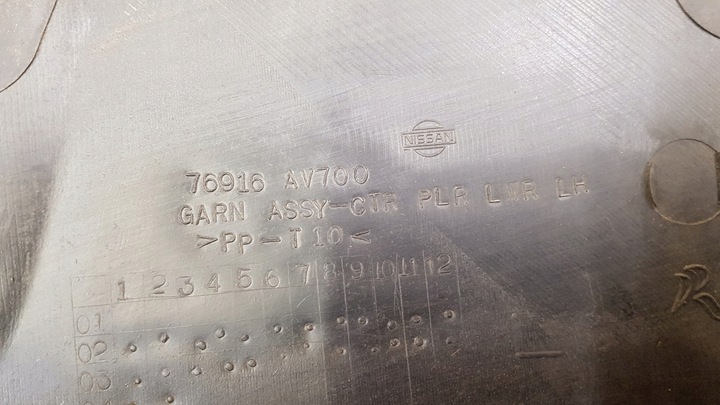 NISSAN
76916 AV700
GARN ASSY-CTR PLR LWR LH
>PP-T10<
1 2 3 4 5 6 7 8 9 10 11 12
01
02
03